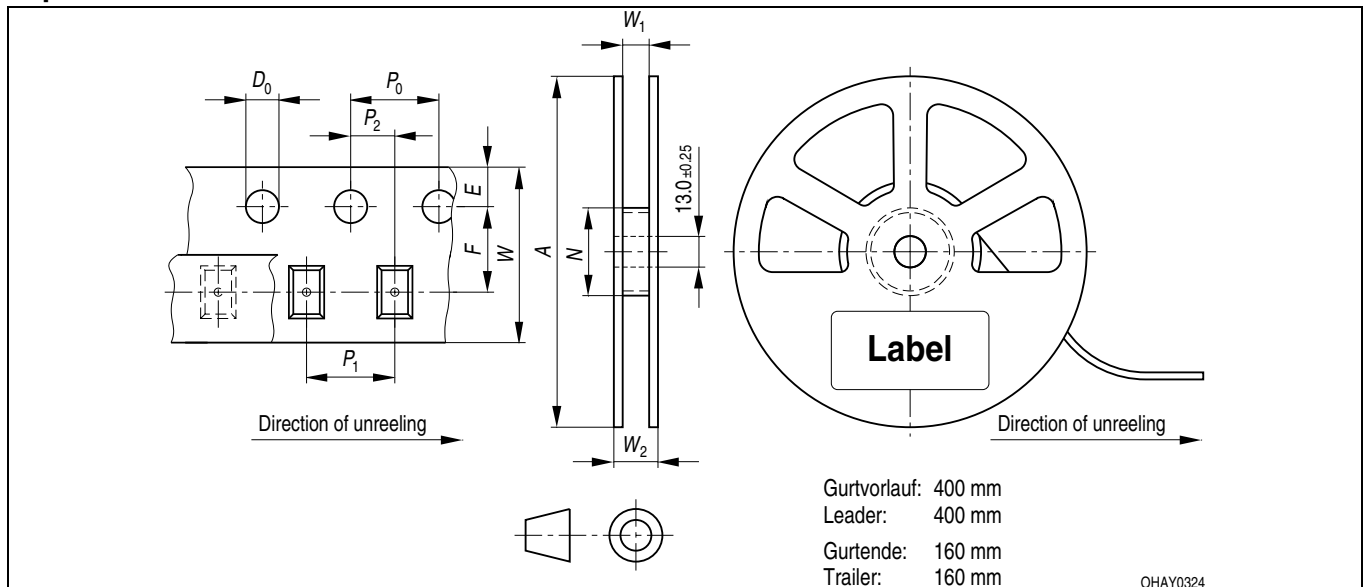 W1
D0
P0
P2
E
F
W
A
N
13.0 ±0.25
P1
W2
Label
Direction of unreeling
Direction of unreeling
Gurtvorlauf: 400 mm
Leader: 400 mm
Gurtende: 160 mm
Trailer: 160 mm
OHAY0324